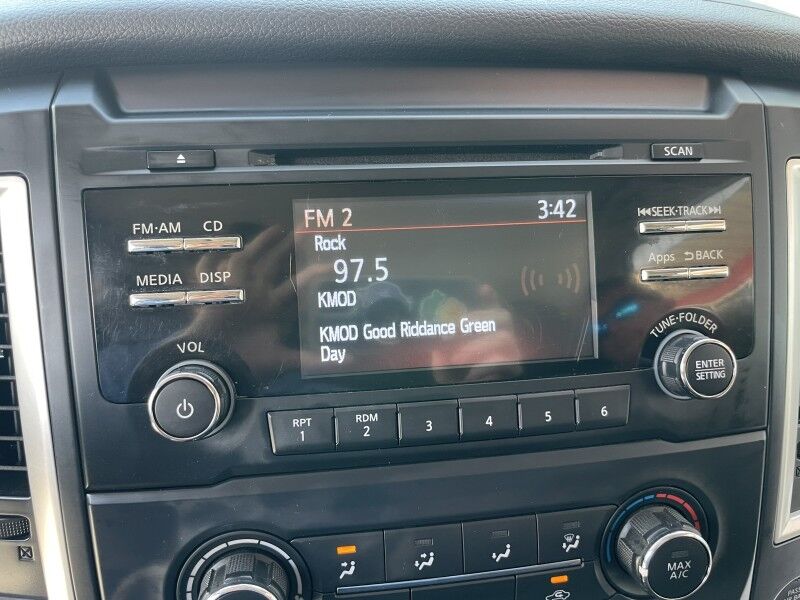 SCAN
FM·AM CD
MEDIA DISP
VOL
FM 2 3:42
Rock
97.5
KMOD
KMOD Good Riddance Green
Day
SEEK·TRACK
Apps BACK
TUNE·FOLDER
ENTER
SETTING
RPT
1
RDM
2
3
4
5
6
MAX
A/C